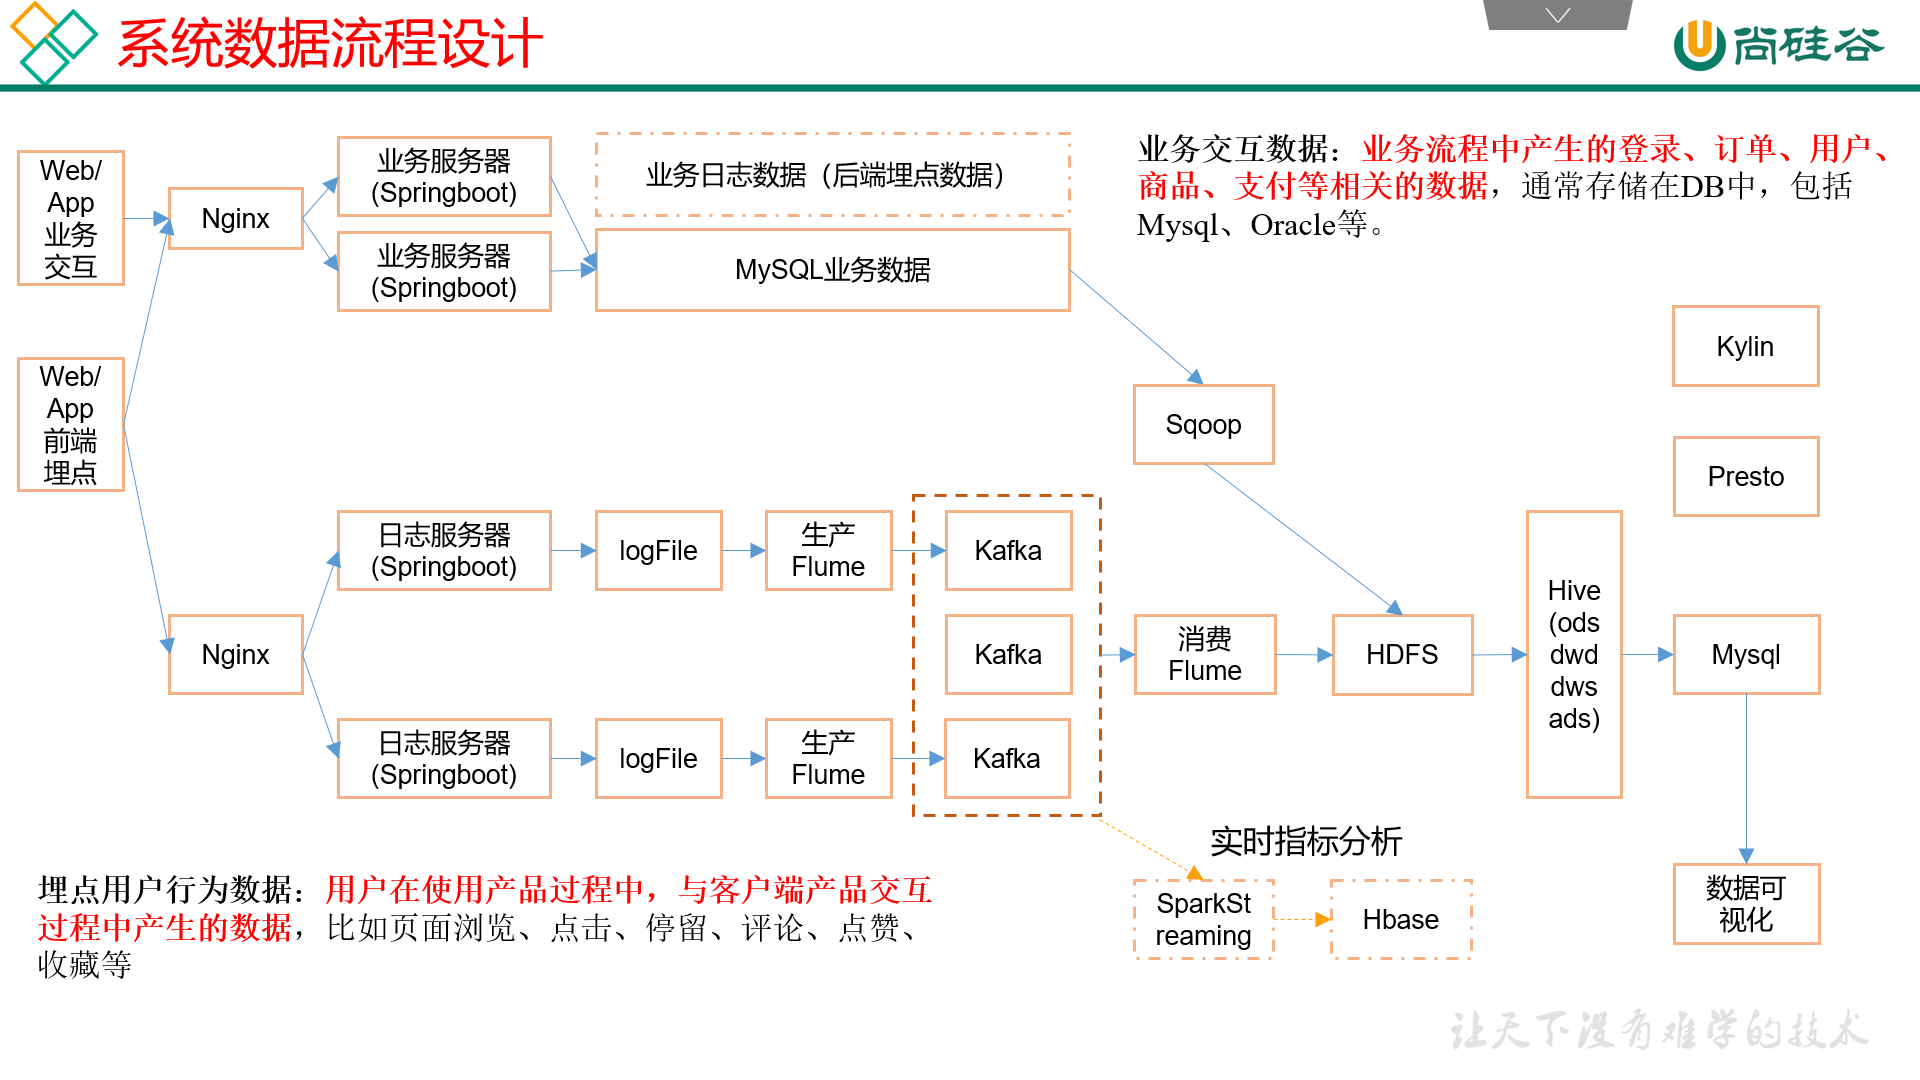 系统数据流程设计
尚硅谷
Web/
App
业务
交互
Nginx
业务服务器
(Springboot)
业务服务器
(Springboot)
业务日志数据（后端埋点数据）
MySQL业务数据
业务交互数据：业务流程中产生的登录、订单、用户、
商品、支付等相关的数据，通常存储在DB中，包括
Mysql、Oracle等。
Web/
App
前端
埋点
Sqoop
Kylin
Presto
Nginx
日志服务器
(Springboot)
logFile
生产
Flume
Kafka
Kafka
日志服务器
(Springboot)
logFile
生产
Flume
Kafka
消费
Flume
HDFS
Hive
(ods
dwd
dws
ads)
Mysql
实时指标分析
SparkSt
reaming
Hbase
数据可
视化
埋点用户行为数据：用户在使用产品过程中，与客户端产品交互
过程中产生的数据，比如页面浏览、点击、停留、评论、点赞、
收藏等
让天下没有难学的技术